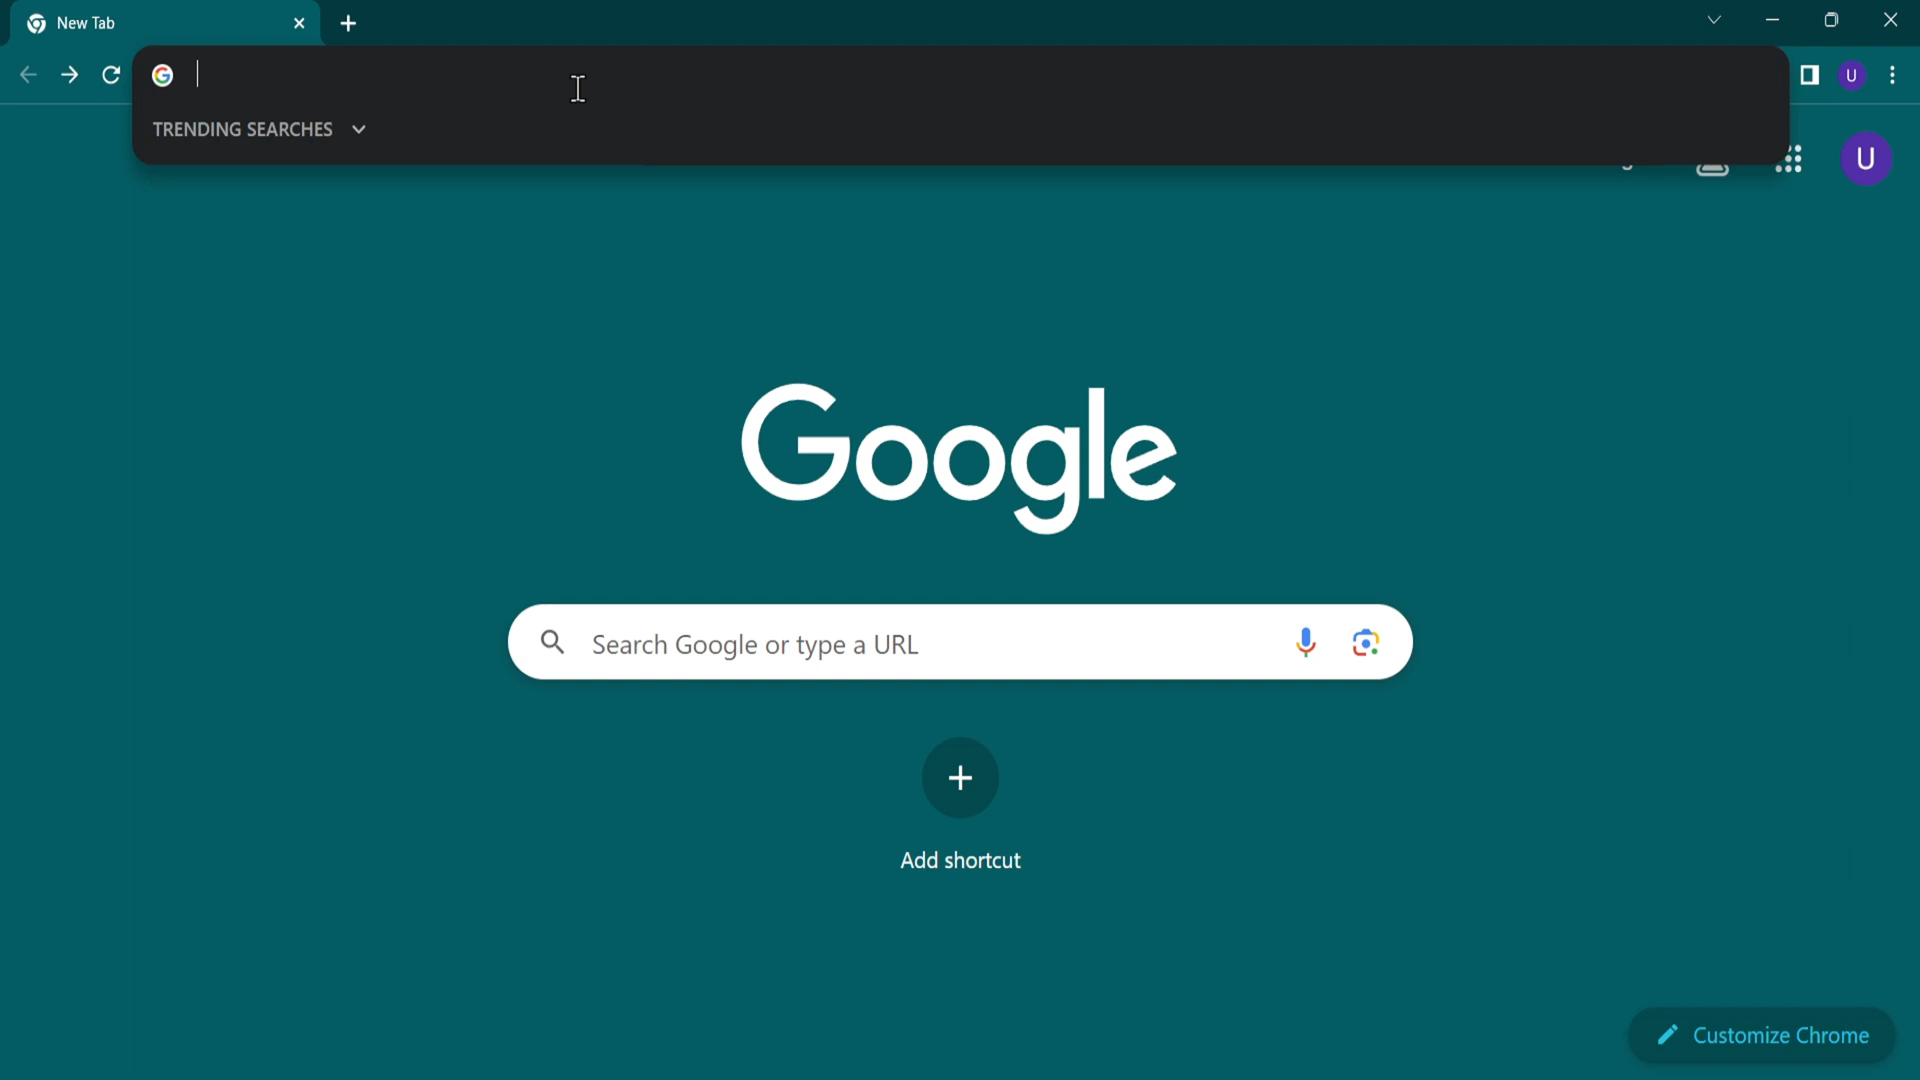 New Tab
TRENDING SEARCHES
U
U
Google
Search Google or type a URL
Add shortcut
Customize Chrome